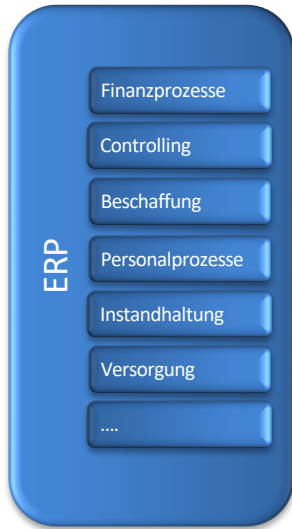 ERP
Finanzprozesse
Controlling
Beschaffung
Personalprozesse
Instandhaltung
Versorgung
....